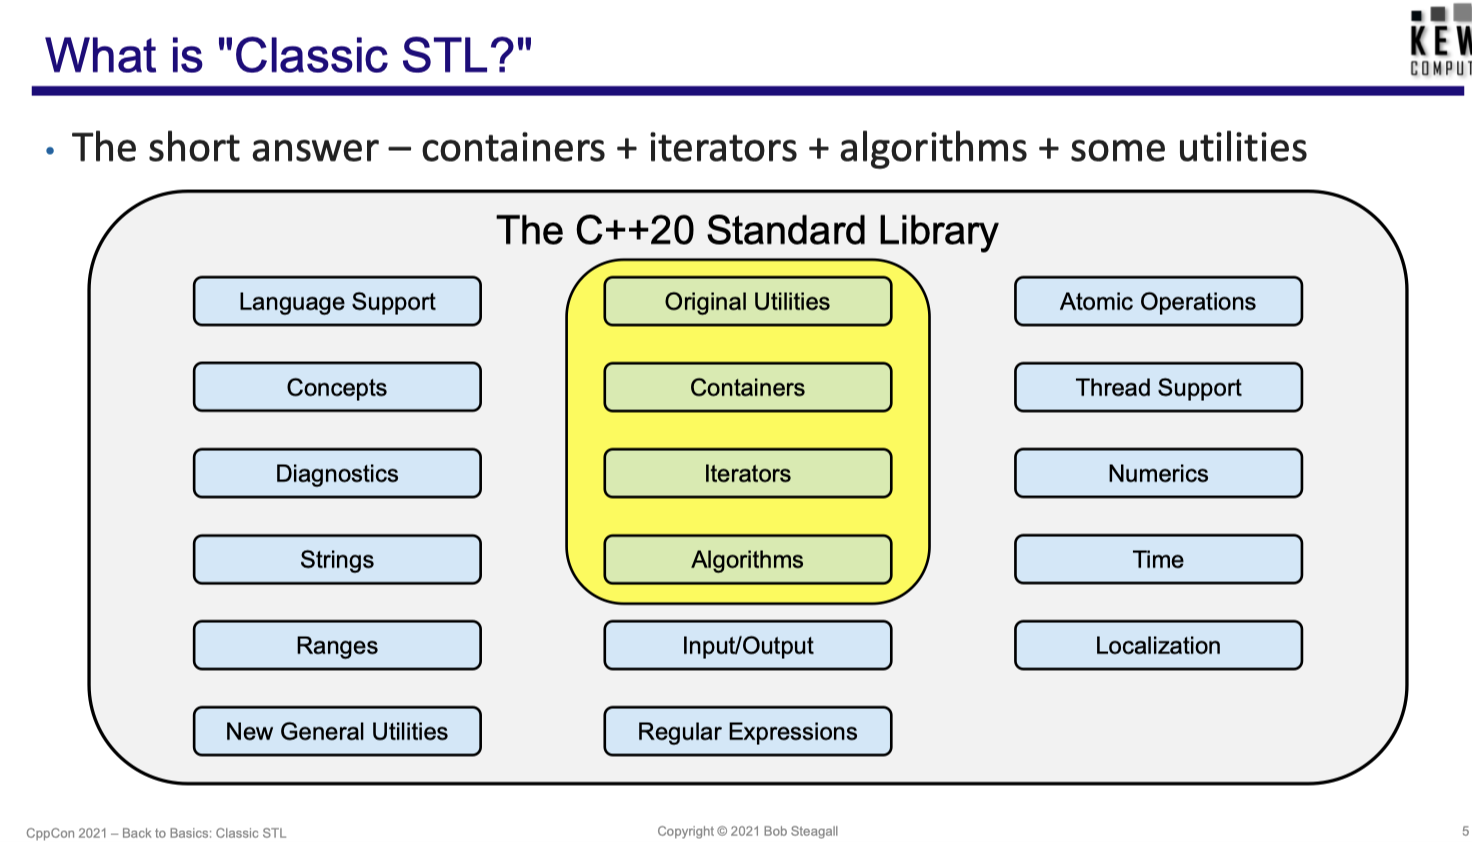 What is "Classic STL?"
KEW
COMPUT
• The short answer – containers + iterators + algorithms + some utilities
The C++20 Standard Library
Language Support
Original Utilities
Atomic Operations
Concepts
Containers
Thread Support
Diagnostics
Iterators
Numerics
Strings
Algorithms
Time
Ranges
Input/Output
Localization
New General Utilities
Regular Expressions
CppCon 2021 – Back to Basics: Classic STL
Copyright © 2021 Bob Steagall
5